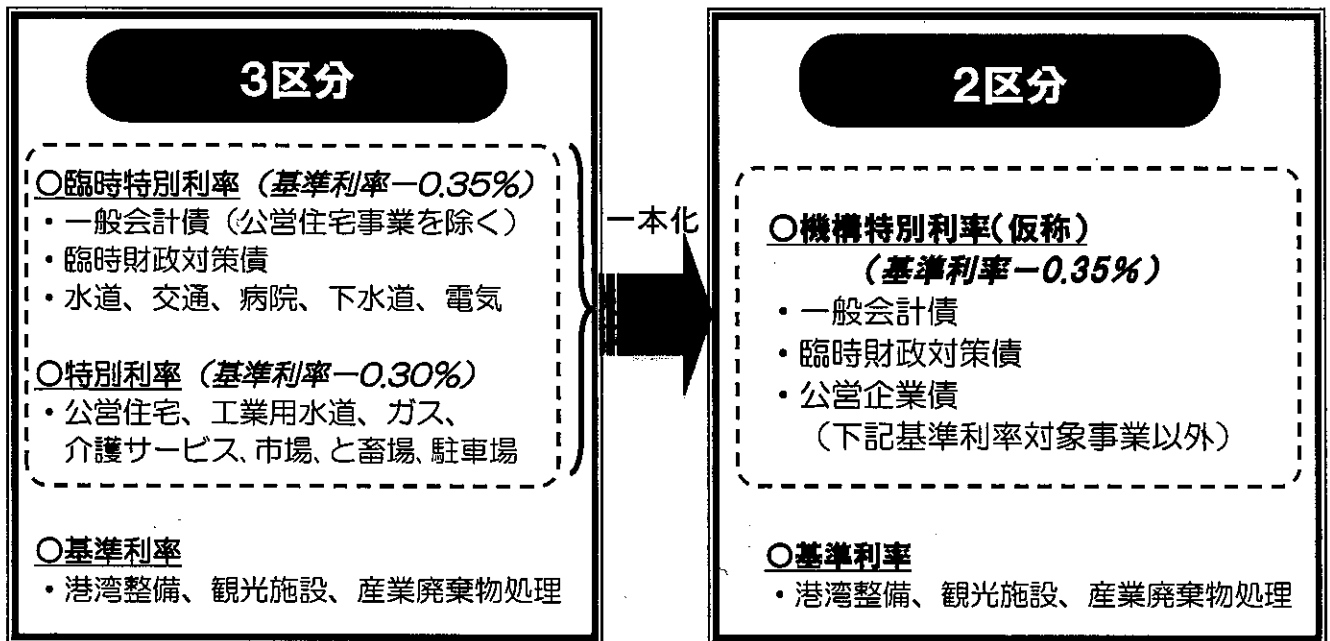 3区分
○臨時特別利率（基準利率－0.35%）
・一般会計債（公営住宅事業を除く）
・臨時財政対策債
・水道、交通、病院、下水道、電気
○特別利率（基準利率－0.30%）
・公営住宅、工業用水道、ガス、
介護サービス、市場、と畜場、駐車場
○基準利率
・港湾整備、観光施設、産業廃棄物処理
一本化
2区分
○機構特別利率（仮称）
（基準利率－0.35%）
・一般会計債
・臨時財政対策債
・公営企業債
（下記基準利率対象事業以外）
○基準利率
・港湾整備、観光施設、産業廃棄物処理